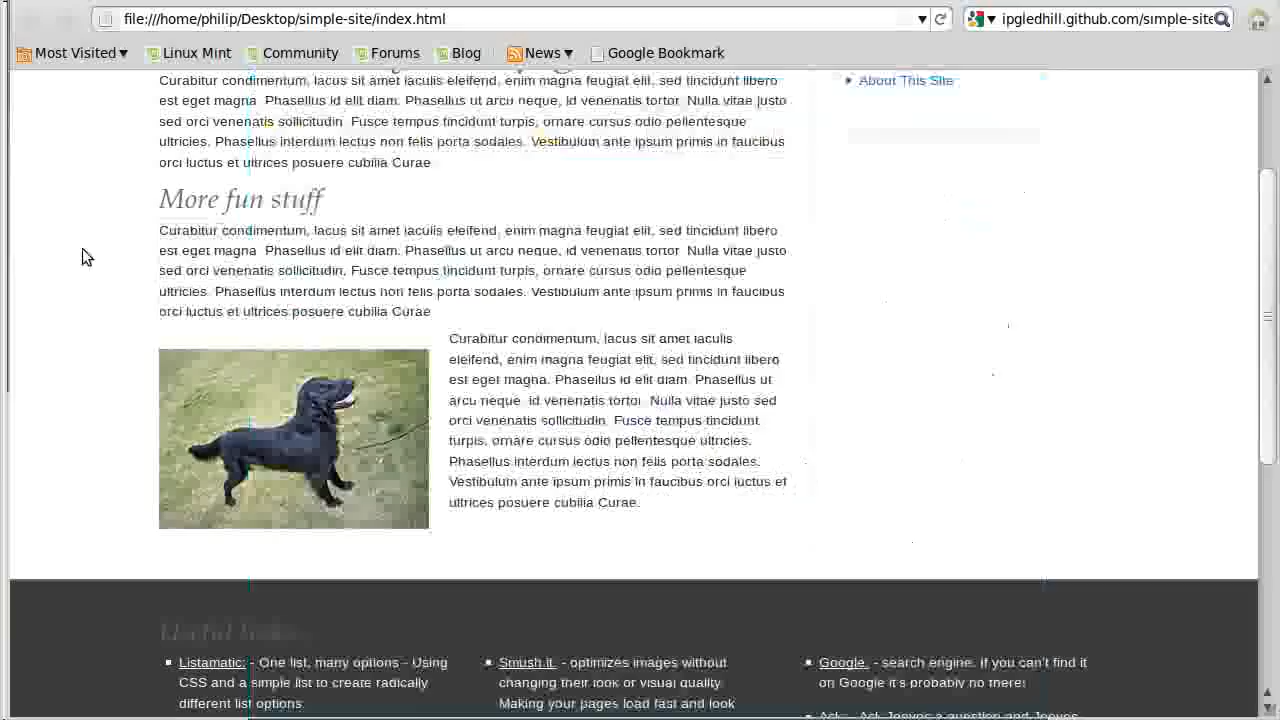 file:///home/philip/Desktop/simple-site/index.html
ipgledhill.github.com/simple-site
Most Visited Linux Mint Community Forums Blog News Google Bookmark
Curabitur condimentum, lacus sit amet iaculis eleifend, enim magna feugiat elit, sed tincidunt libero
est eget magna. Phasellus id elit diam. Phasellus ut arcu neque, id venenatis tortor. Nulla vitae justo
sed orci venenatis sollicitudin. Fusce tempus tincidunt turpis, ornare cursus odio pellentesque
ultricies. Phasellus interdum lectus non felis porta sodales. Vestibulum ante ipsum primis in faucibus
orci luctus et ultrices posuere cubilia Curae
About This Site
More fun stuff
Curabitur condimentum, lacus sit amet iaculis eleifend, enim magna feugiat elit, sed tincidunt libero
est eget magna. Phasellus id elit diam. Phasellus ut arcu neque, id venenatis tortor. Nulla vitae justo
sed orci venenatis sollicitudin. Fusce tempus tincidunt turpis, ornare cursus odio pellentesque
ultricies. Phasellus interdum lectus non felis porta sodales. Vestibulum ante ipsum primis in faucibus
orci luctus et ultrices posuere cubilia Curae
Curabitur condimentum, lacus sit amet iaculis
eleifend, enim magna feugiat elit, sed tincidunt libero
est eget magna. Phasellus id elit diam. Phasellus ut
arcu neque, id venenatis tortor. Nulla vitae justo sed
orci venenatis sollicitudin. Fusce tempus tincidunt
turpis, ornare cursus odio pellentesque ultricies.
Phasellus interdum lectus non felis porta sodales.
Vestibulum ante ipsum primis in faucibus orci luctus et
ultrices posuere cubilia Curae.
Useful links
Listamatic: - One list, many options - Using
CSS and a simple list to create radically
different list options.
Smush.it. - optimizes images without
changing their look or visual quality.
Making your pages load fast and look
Google. - search engine. If you can't find it
on Google it's probably no there!
Ask: - Ask Jeeves a question and Jeeves